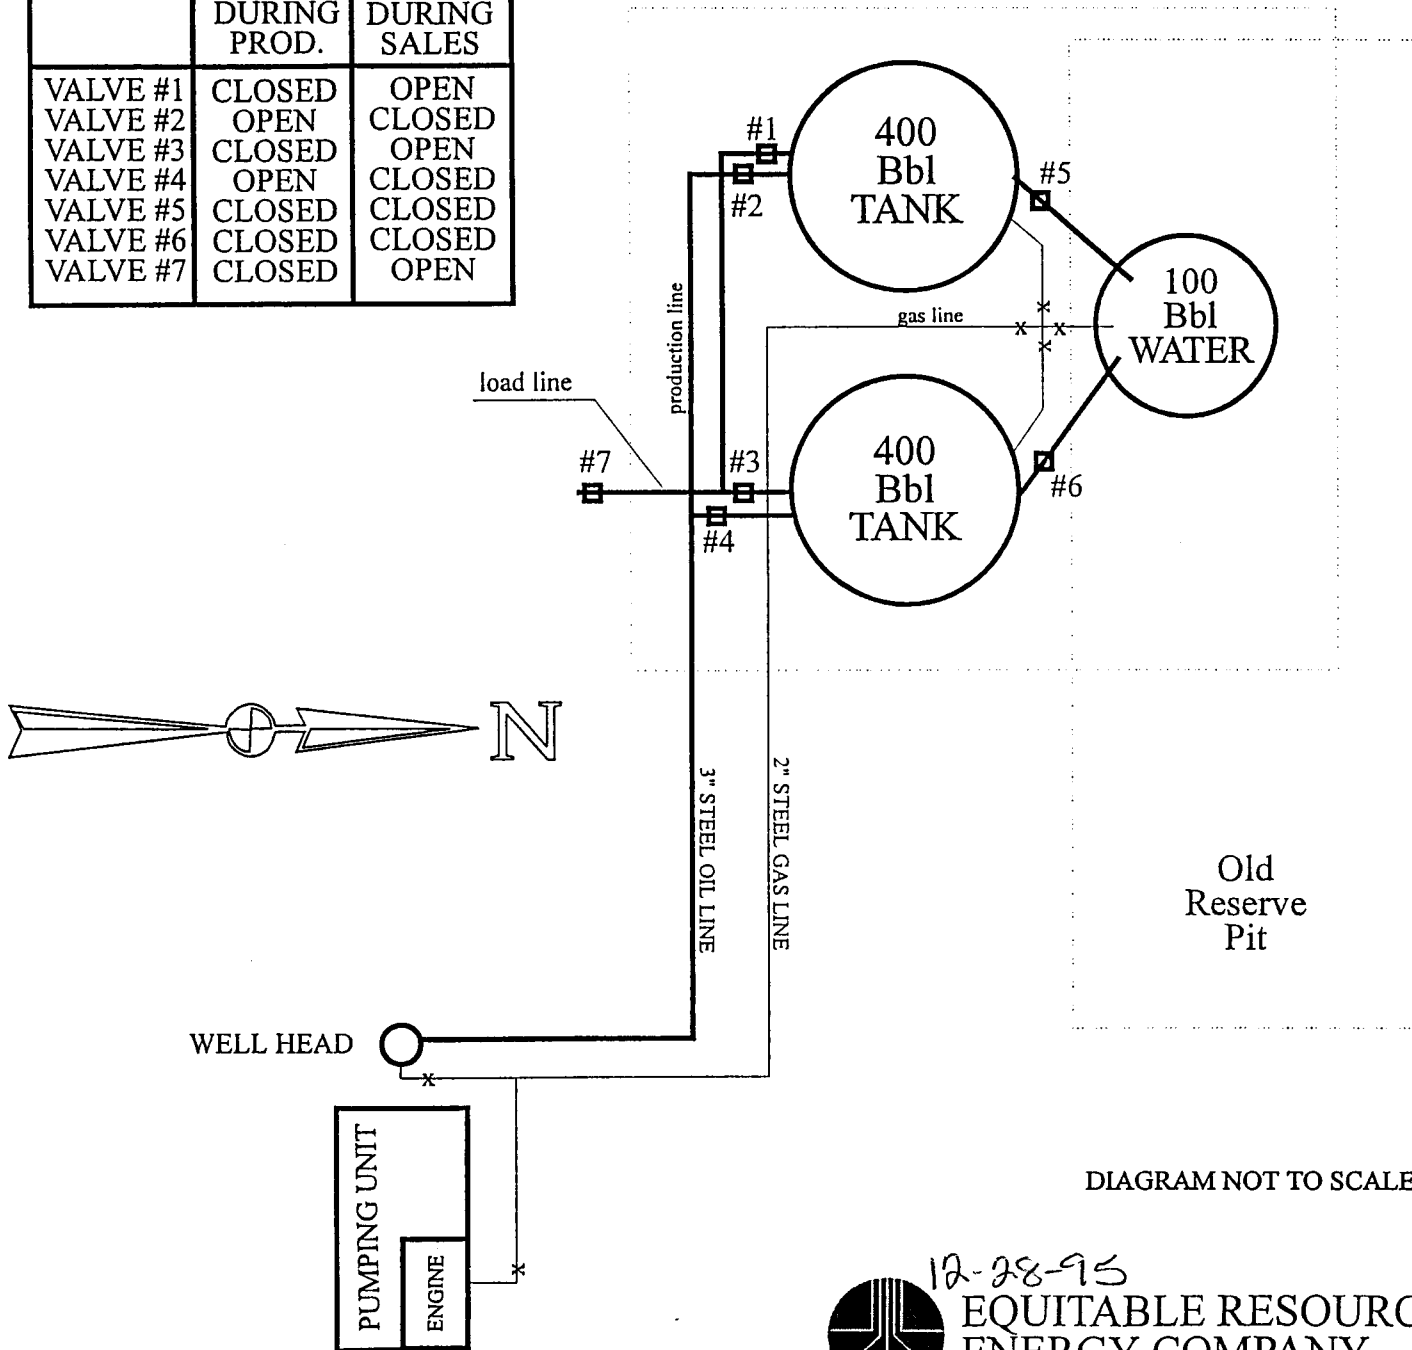 DURING PROD. DURING SALES
VALVE #1 CLOSED OPEN
VALVE #2 OPEN CLOSED
VALVE #3 CLOSED OPEN
VALVE #4 OPEN CLOSED
VALVE #5 CLOSED CLOSED
VALVE #6 CLOSED CLOSED
VALVE #7 CLOSED OPEN
#1
#2
400
Bbl
TANK
#5
100
Bbl
WATER
production line
gas line
load line
#7
#3
#4
400
Bbl
TANK
#6
N
3" STEEL OIL LINE
2" STEEL GAS LINE
Old
Reserve
Pit
WELL HEAD
PUMPING UNIT
ENGINE
DIAGRAM NOT TO SCALE
12-28-95
EQUITABLE RESOURC
ENERGY COMPANY